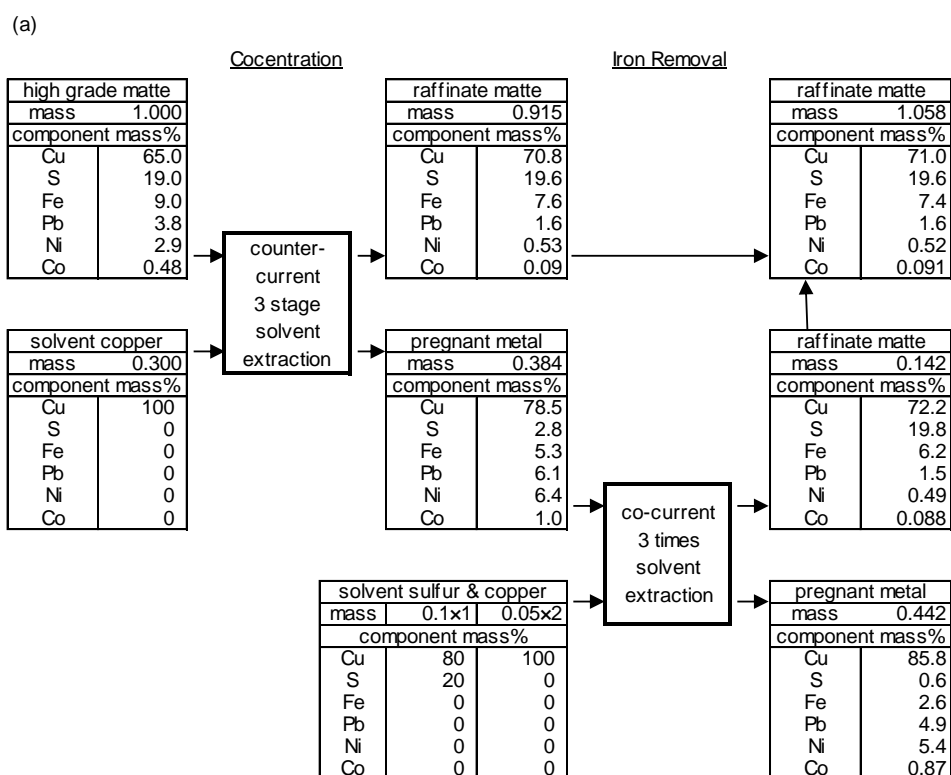 (a)
Cocentration
Iron Removal
high grade matte
mass 1.000
component mass%
Cu 65.0
S 19.0
Fe 9.0
Pb 3.8
Ni 2.9
Co 0.48
raffinate matte
mass 0.915
component mass%
Cu 70.8
S 19.6
Fe 7.6
Pb 1.6
Ni 0.53
Co 0.09
raffinate matte
mass 1.058
component mass%
Cu 71.0
S 19.6
Fe 7.4
Pb 1.6
Ni 0.52
Co 0.091
counter-
current
3 stage
solvent
extraction
solvent copper
mass 0.300
component mass%
Cu 100
S 0
Fe 0
Pb 0
Ni 0
Co 0
pregnant metal
mass 0.384
component mass%
Cu 78.5
S 2.8
Fe 5.3
Pb 6.1
Ni 6.4
Co 1.0
raffinate matte
mass 0.142
component mass%
Cu 72.2
S 19.8
Fe 6.2
Pb 1.5
Ni 0.49
Co 0.088
co-current
3 times
solvent
extraction
solvent sulfur & copper
mass 0.1×1 0.05×2
component mass%
Cu 80 100
S 20 0
Fe 0 0
Pb 0 0
Ni 0 0
Co 0 0
pregnant metal
mass 0.442
component mass%
Cu 85.8
S 0.6
Fe 2.6
Pb 4.9
Ni 5.4
Co 0.87